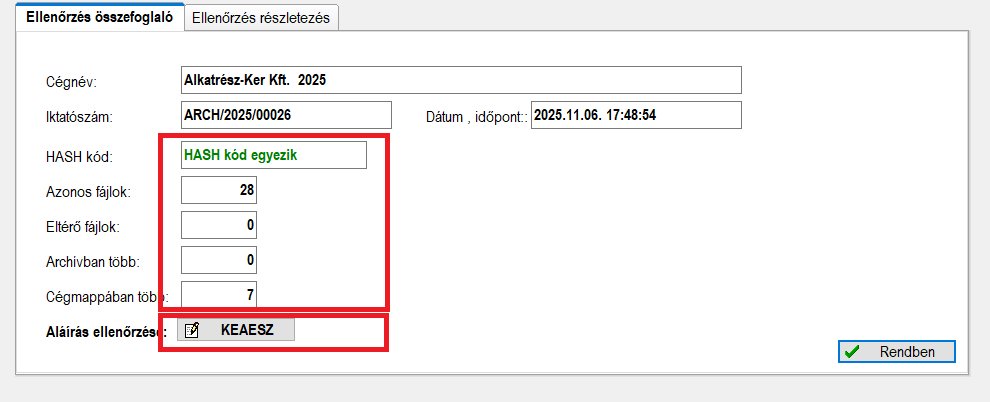 Ellenőrzés összefoglaló Ellenőrzés részletezés
Cégnév: Alkatrész-Ker Kft. 2025
Iktatószám: ARCH/2025/00026 Dátum , időpont:: 2025.11.06. 17:48:54
HASH kód: HASH kód egyezik
Azonos fájlok: 28
Eltérő fájlok: 0
Archivban több: 0
Cégmappában több: 7
Aláírás ellenőrzése: KEAESZ
Rendben